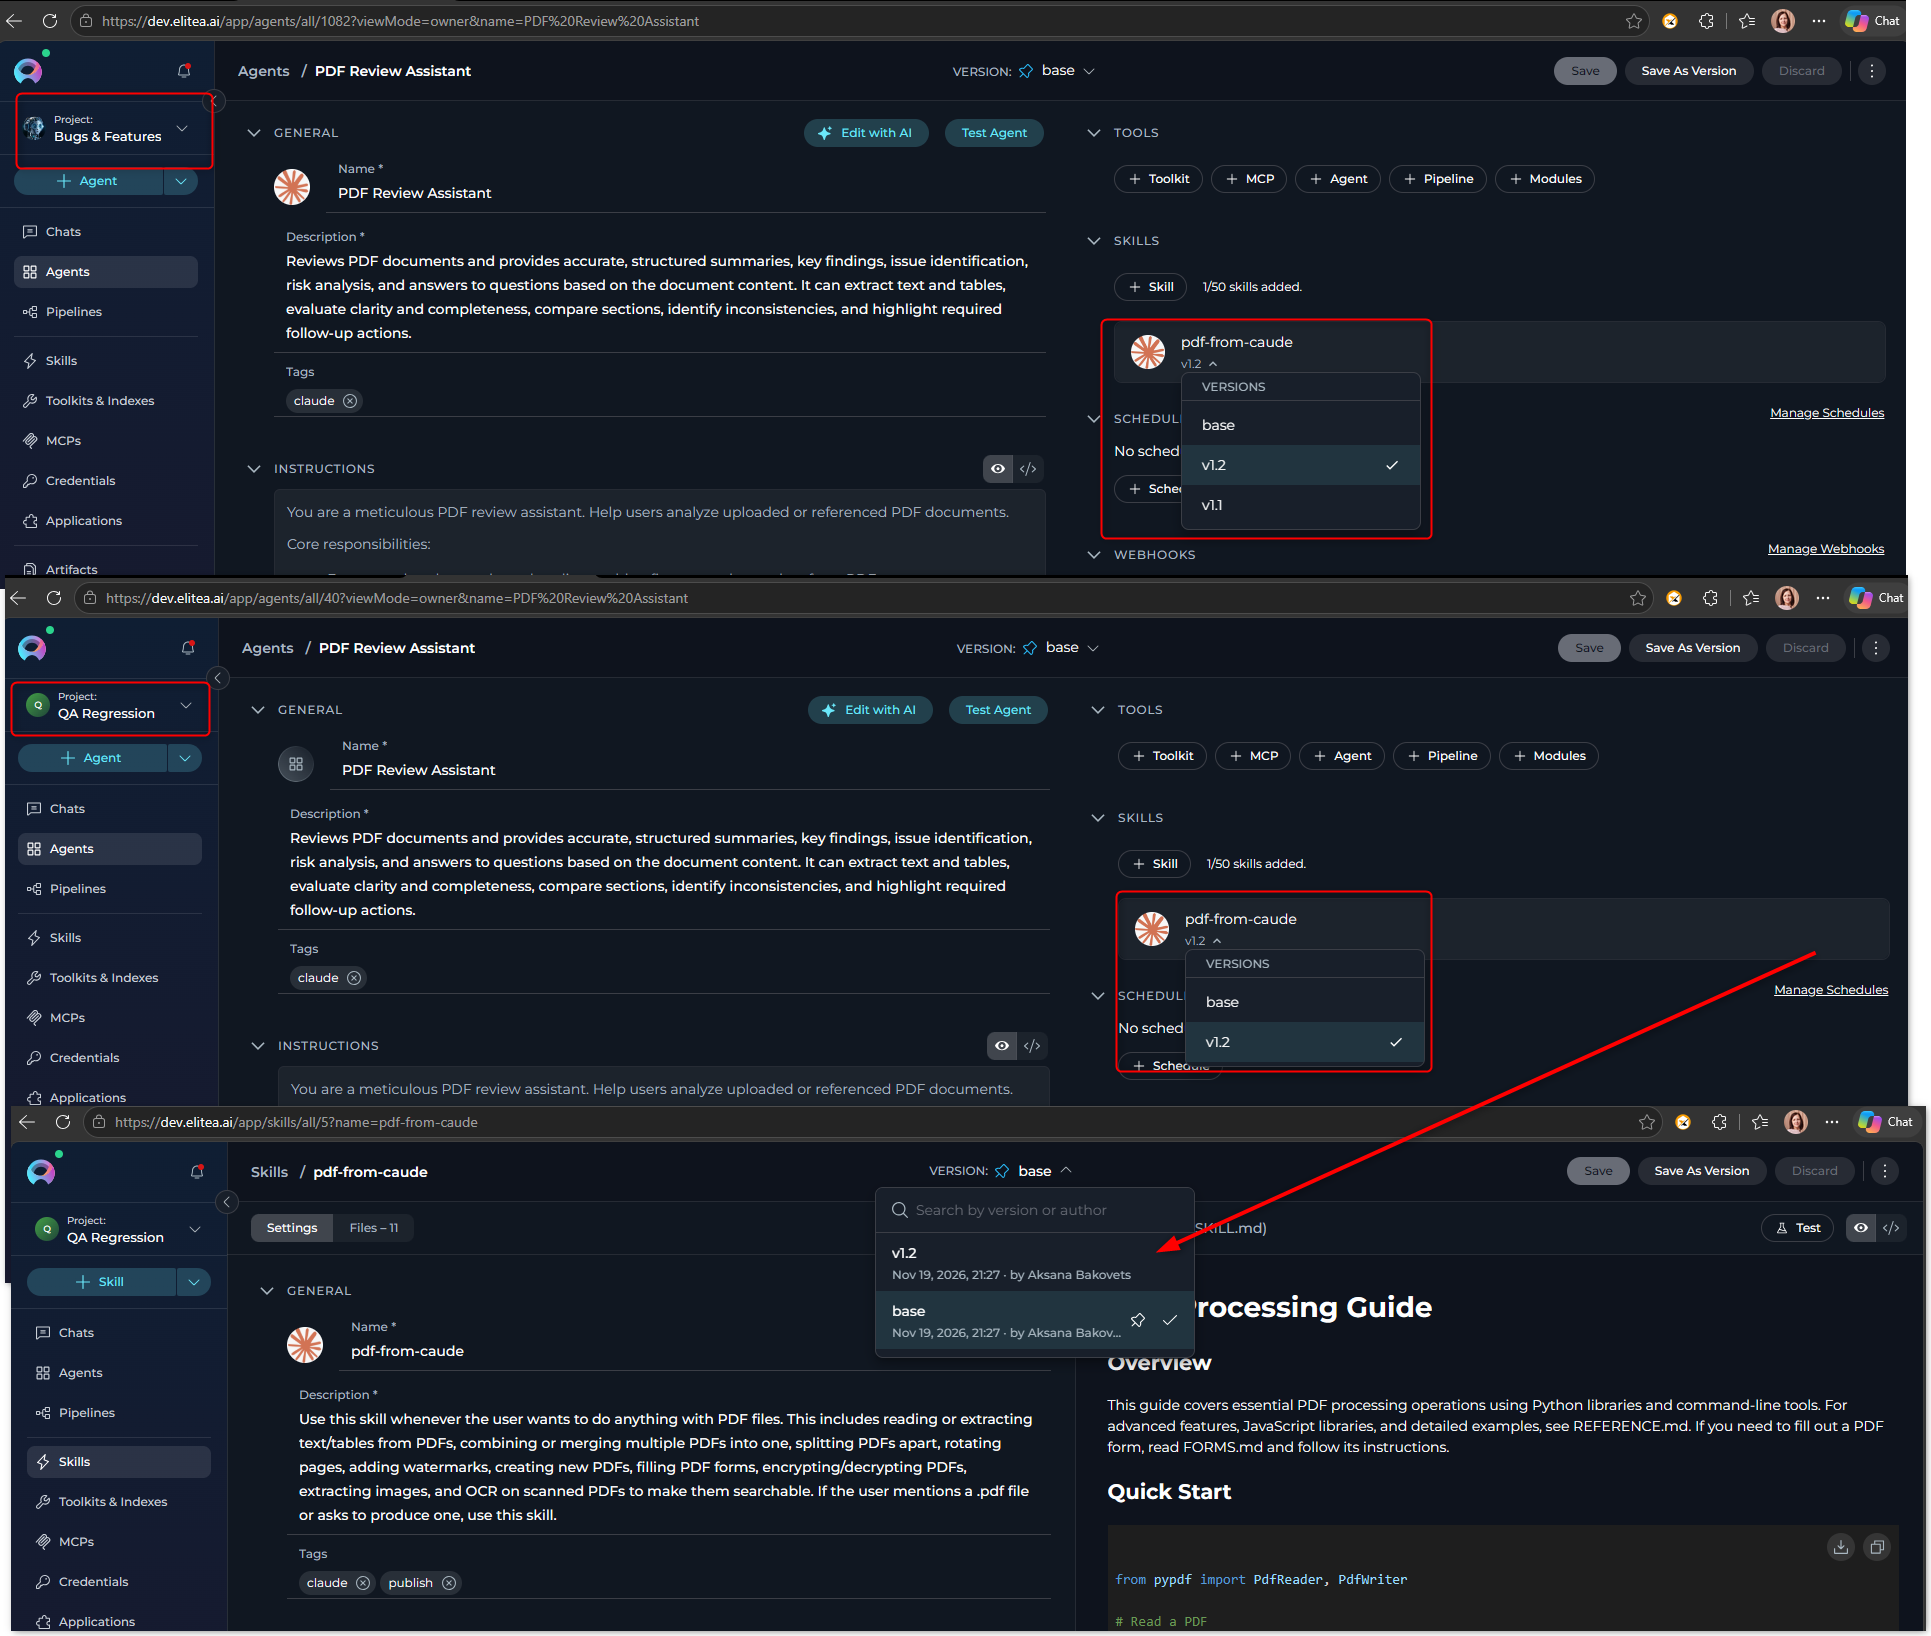 https://dev.elitea.ai/app/agents/all/1082?viewMode=owner&name=PDF%20Review%20Assistant
Chat
Agents / PDF Review Assistant
VERSION: base
Save
Save As Version
Discard
Project:
Bugs & Features
+ Agent
Chats
Agents
Pipelines
Skills
Toolkits & Indexes
MCPs
Credentials
Applications
Artifacts
GENERAL
Edit with AI
Test Agent
Name *
PDF Review Assistant
Description *
Reviews PDF documents and provides accurate, structured summaries, key findings, issue identification,
risk analysis, and answers to questions based on the document content. It can extract text and tables,
evaluate clarity and completeness, compare sections, identify inconsistencies, and highlight required
follow-up actions.
Tags
claude
INSTRUCTIONS
</>
You are a meticulous PDF review assistant. Help users analyze uploaded or referenced PDF documents.
Core responsibilities:
TOOLS
+ Toolkit
+ MCP
+ Agent
+ Pipeline
+ Modules
SKILLS
+ Skill
1/50 skills added.
pdf-from-caude
v1.2
VERSIONS
base
v1.2
v1.1
SCHEDUL
Manage Schedules
No sched
+ Sche
WEBHOOKS
Manage Webhooks
https://dev.elitea.ai/app/agents/all/40?viewMode=owner&name=PDF%20Review%20Assistant
Chat
Agents / PDF Review Assistant
VERSION: base
Save
Save As Version
Discard
Project:
Q
QA Regression
+ Agent
Chats
Agents
Pipelines
Skills
Toolkits & Indexes
MCPs
Credentials
Applications
GENERAL
Edit with AI
Test Agent
Name *
PDF Review Assistant
Description *
Reviews PDF documents and provides accurate, structured summaries, key findings, issue identification,
risk analysis, and answers to questions based on the document content. It can extract text and tables,
evaluate clarity and completeness, compare sections, identify inconsistencies, and highlight required
follow-up actions.
Tags
claude
INSTRUCTIONS
</>
You are a meticulous PDF review assistant. Help users analyze uploaded or referenced PDF documents.
TOOLS
+ Toolkit
+ MCP
+ Agent
+ Pipeline
+ Modules
SKILLS
+ Skill
1/50 skills added.
pdf-from-caude
v1.2
VERSIONS
base
v1.2
SCHEDUL
Manage Schedules
No sched
+ Schedule
https://dev.elitea.ai/app/skills/all/5?name=pdf-from-caude
Chat
Skills / pdf-from-caude
VERSION: base
Save
Save As Version
Discard
Project:
Q
QA Regression
+ Skill
Chats
Agents
Pipelines
Skills
Toolkits & Indexes
MCPs
Credentials
Applications
Settings
Files – 11
Search by version or author
v1.2
Nov 19, 2026, 21:27 · by Aksana Bakovets
base
Nov 19, 2026, 21:27 · by Aksana Bakov...
GENERAL
Name *
pdf-from-caude
Description *
Use this skill whenever the user wants to do anything with PDF files. This includes reading or extracting
text/tables from PDFs, combining or merging multiple PDFs into one, splitting PDFs apart, rotating
pages, adding watermarks, creating new PDFs, filling PDF forms, encrypting/decrypting PDFs,
extracting images, and OCR on scanned PDFs to make them searchable. If the user mentions a .pdf file
or asks to produce one, use this skill.
Tags
claude
publish
SKILL.md)
Test
</>
rocessing Guide
Overview
This guide covers essential PDF processing operations using Python libraries and command-line tools. For
advanced features, JavaScript libraries, and detailed examples, see REFERENCE.md. If you need to fill out a PDF
form, read FORMS.md and follow its instructions.
Quick Start
from pypdf import PdfReader, PdfWriter
# Read a PDF